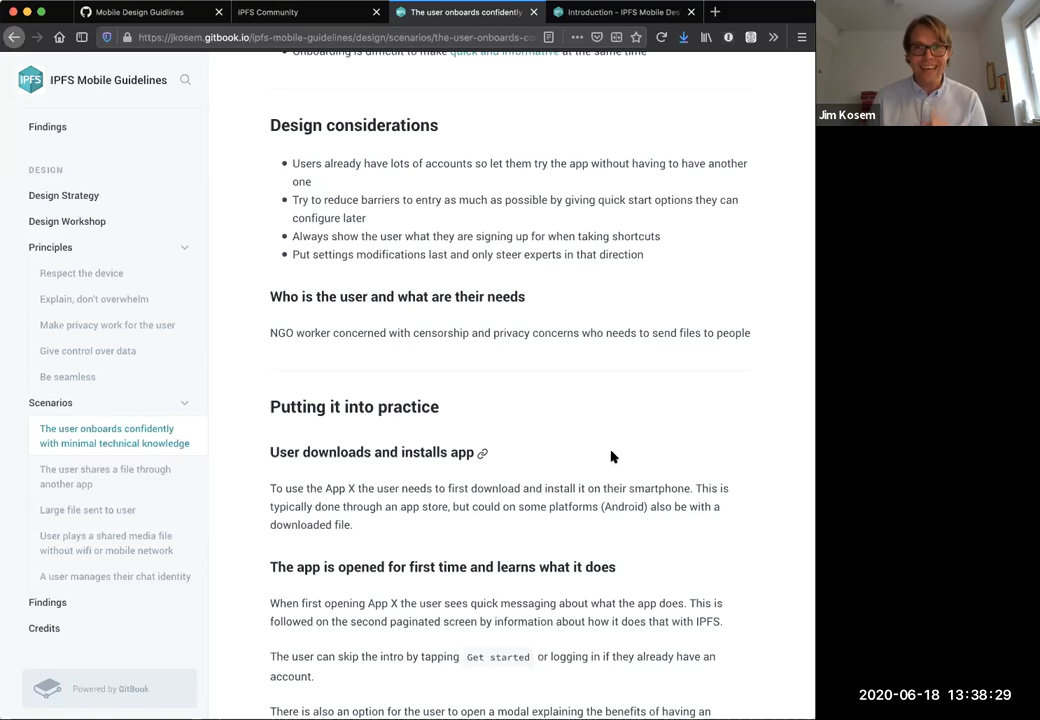 Mobile Design Guidlines
IPFS Community
The user onboards confidently
Introduction - IPFS Mobile Des
https://jkosem.gitbook.io/ipfs-mobile-guidelines/design/scenarios/the-user-onboards-co
IPFS Mobile Guidelines
Findings
DESIGN
Design Strategy
Design Workshop
Principles
Respect the device
Explain, don't overwhelm
Make privacy work for the user
Give control over data
Be seamless
Scenarios
The user onboards confidently
with minimal technical knowledge
The user shares a file through
another app
Large file sent to user
User plays a shared media file
without wifi or mobile network
A user manages their chat identity
Findings
Credits
Powered by GitBook
Onboarding is difficult to make quick and informative at the same time
Design considerations
Users already have lots of accounts so let them try the app without having to have another
one
Try to reduce barriers to entry as much as possible by giving quick start options they can
configure later
Always show the user what they are signing up for when taking shortcuts
Put settings modifications last and only steer experts in that direction
Who is the user and what are their needs
NGO worker concerned with censorship and privacy concerns who needs to send files to people
Putting it into practice
User downloads and installs app
To use the App X the user needs to first download and install it on their smartphone. This is
typically done through an app store, but could on some platforms (Android) also be with a
downloaded file.
The app is opened for first time and learns what it does
When first opening App X the user sees quick messaging about what the app does. This is
followed on the second paginated screen by information about how it does that with IPFS.
The user can skip the intro by tapping Get started or logging in if they already have an
account.
There is also an option for the user to open a modal explaining the benefits of having an
Jim Kosem
2020-06-18 13:38:29